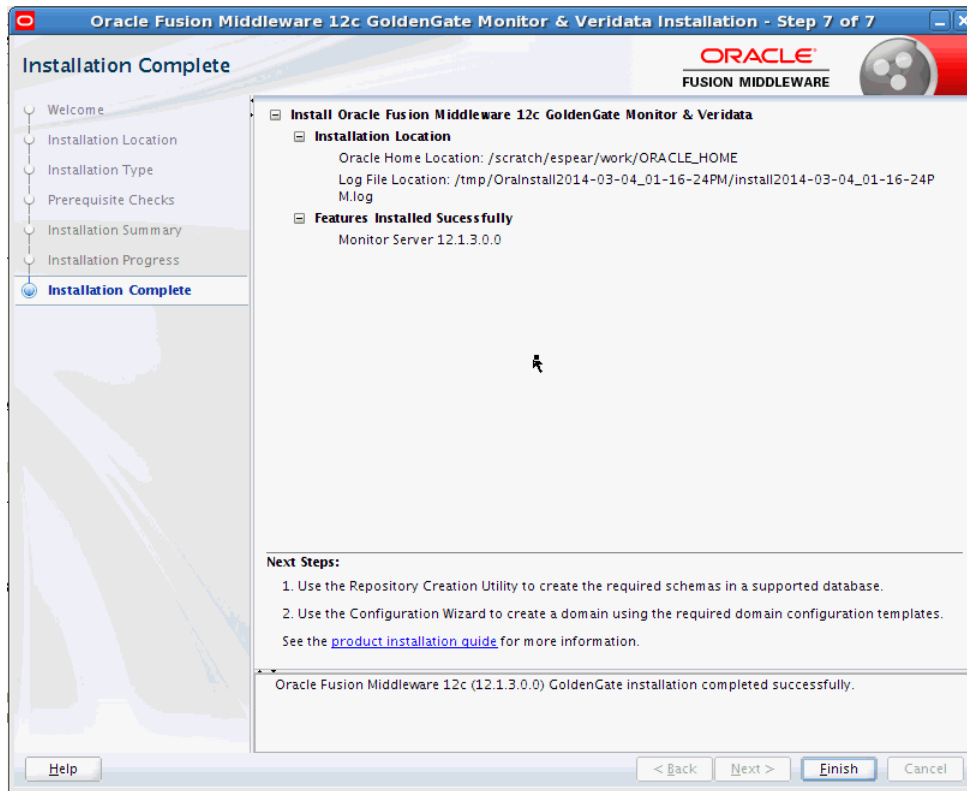 Oracle Fusion Middleware 12c GoldenGate Monitor & Veridata Installation - Step 7 of 7
Installation Complete
ORACLE
FUSION MIDDLEWARE
Welcome
Installation Location
Installation Type
Prerequisite Checks
Installation Summary
Installation Progress
Installation Complete
Install Oracle Fusion Middleware 12c GoldenGate Monitor & Veridata
Installation Location
Oracle Home Location: /scratch/espear/work/ORACLE_HOME
Log File Location: /tmp/OraInstall2014-03-04_01-16-24PM/install2014-03-04_01-16-24P
M.log
Features Installed Sucessfully
Monitor Server 12.1.3.0.0
Next Steps:
1. Use the Repository Creation Utility to create the required schemas in a supported database.
2. Use the Configuration Wizard to create a domain using the required domain configuration templates.
See the product installation guide for more information.
Oracle Fusion Middleware 12c (12.1.3.0.0) GoldenGate installation completed successfully.
Help
< Back
Next >
Finish
Cancel